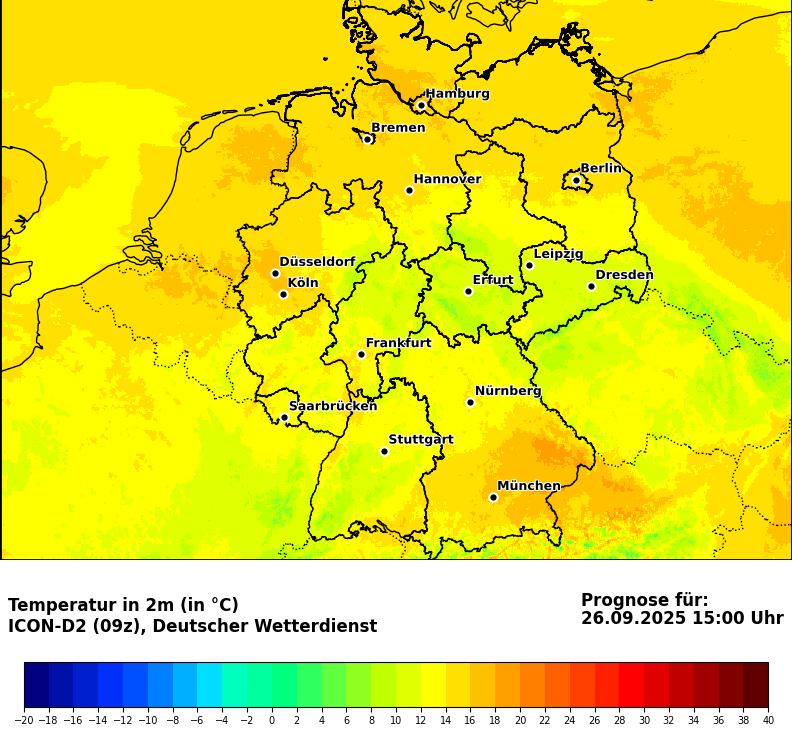 Hamburg
Bremen
Berlin
Hannover
Leipzig
Düsseldorf
Dresden
Erfurt
Köln
Frankfurt
Nürnberg
Saarbrücken
Stuttgart
München
Temperatur in 2m (in °C)
ICON-D2 (09z), Deutscher Wetterdienst
Prognose für:
26.09.2025 15:00 Uhr
−20 −18 −16 −14 −12 −10 −8 −6 −4 −2 0 2 4 6 8 10 12 14 16 18 20 22 24 26 28 30 32 34 36 38 40